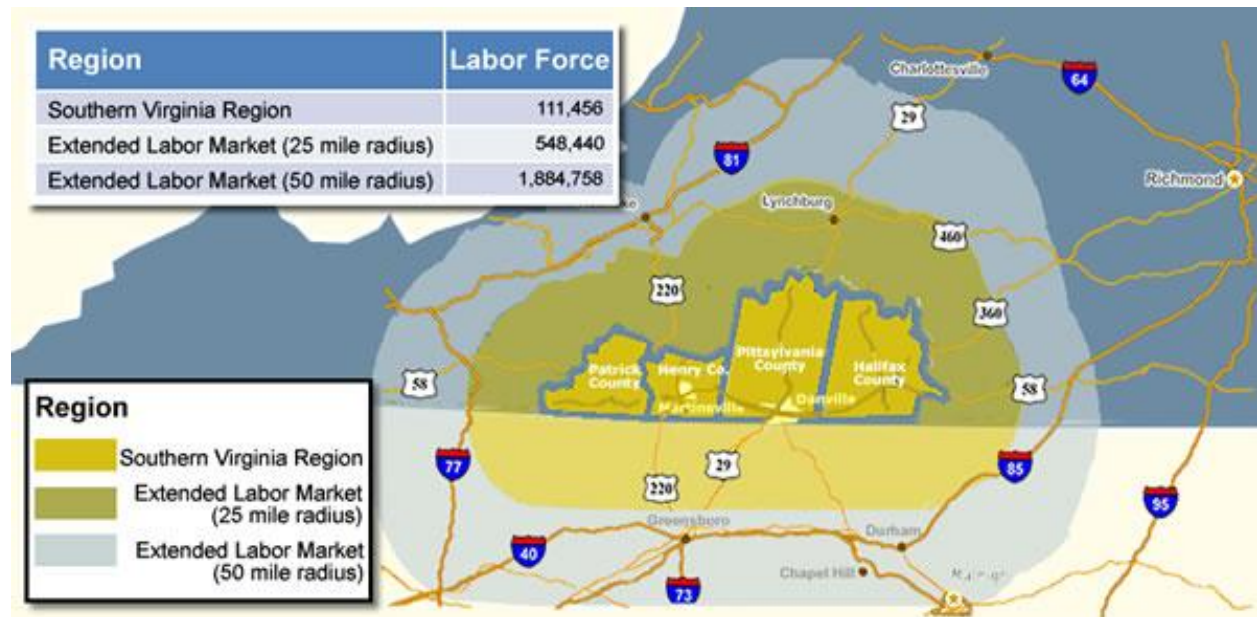 Region Labor Force
Southern Virginia Region 111,456
Extended Labor Market (25 mile radius) 548,440
Extended Labor Market (50 mile radius) 1,884,758
Charlottesville
64
29
81
Richmond
Lynchburg
460
220
360
Pittsylvania
County
Patrick
County
Henry Co.
Halifax
County
58
58
Martinsville
Danville
Region
Southern Virginia Region
Extended Labor Market
(25 mile radius)
Extended Labor Market
(50 mile radius)
77
29
85
220
95
Greensboro
Durham
40
Chapel Hill
73